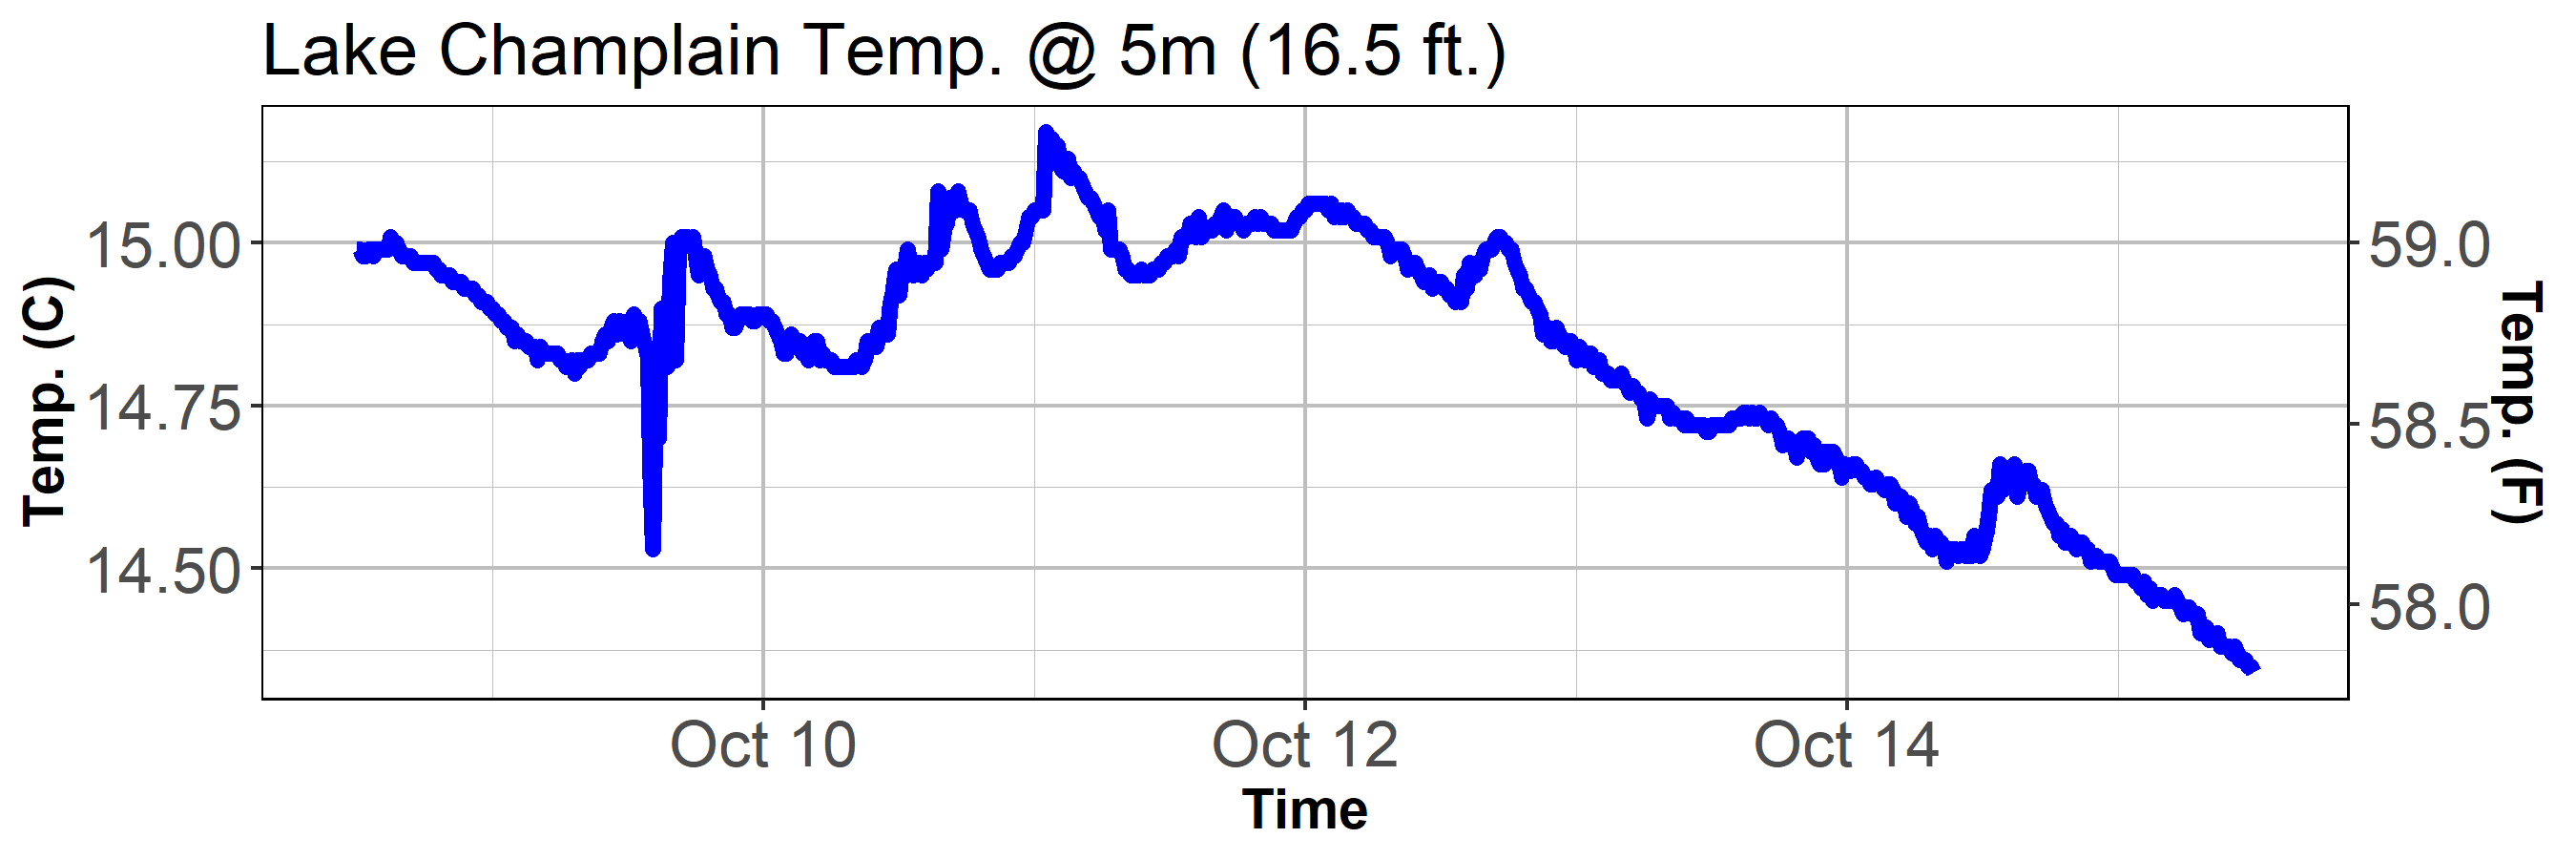 Lake Champlain Temp. @ 5m (16.5 ft.)
Temp. (C)
15.00
14.75
14.50
59.0
58.5
58.0
Temp. (F)
Oct 10
Oct 12
Oct 14
Time